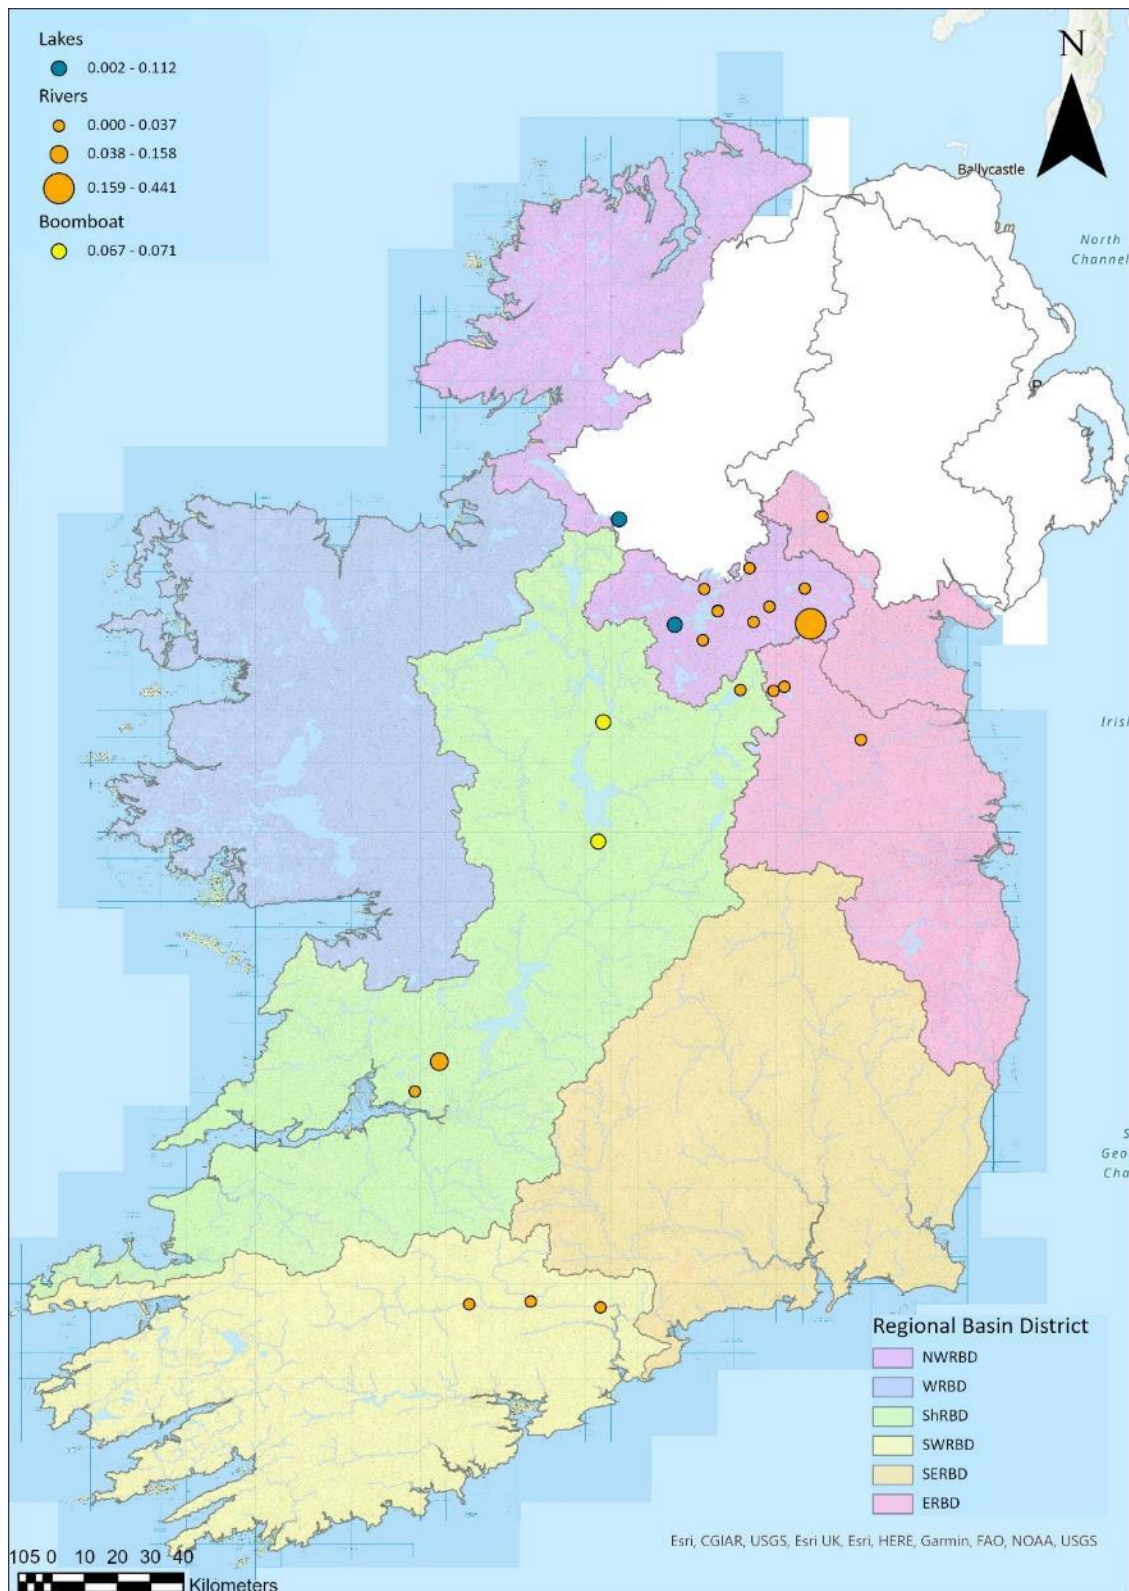 Lakes
0.002 - 0.112
Rivers
0.000 - 0.037
0.038 - 0.158
0.159 - 0.441
Boomboat
0.067 - 0.071
N
Ballycastle
North
Channel
Irish
Regional Basin District
NWRBD
WRBD
ShRBD
SWRBD
SERBD
ERBD
Geo
Cha
Esri, CGIAR, USGS, Esri UK, Esri, HERE, Garmin, FAO, NOAA, USGS
105 0 10 20 30 40
Kilometers